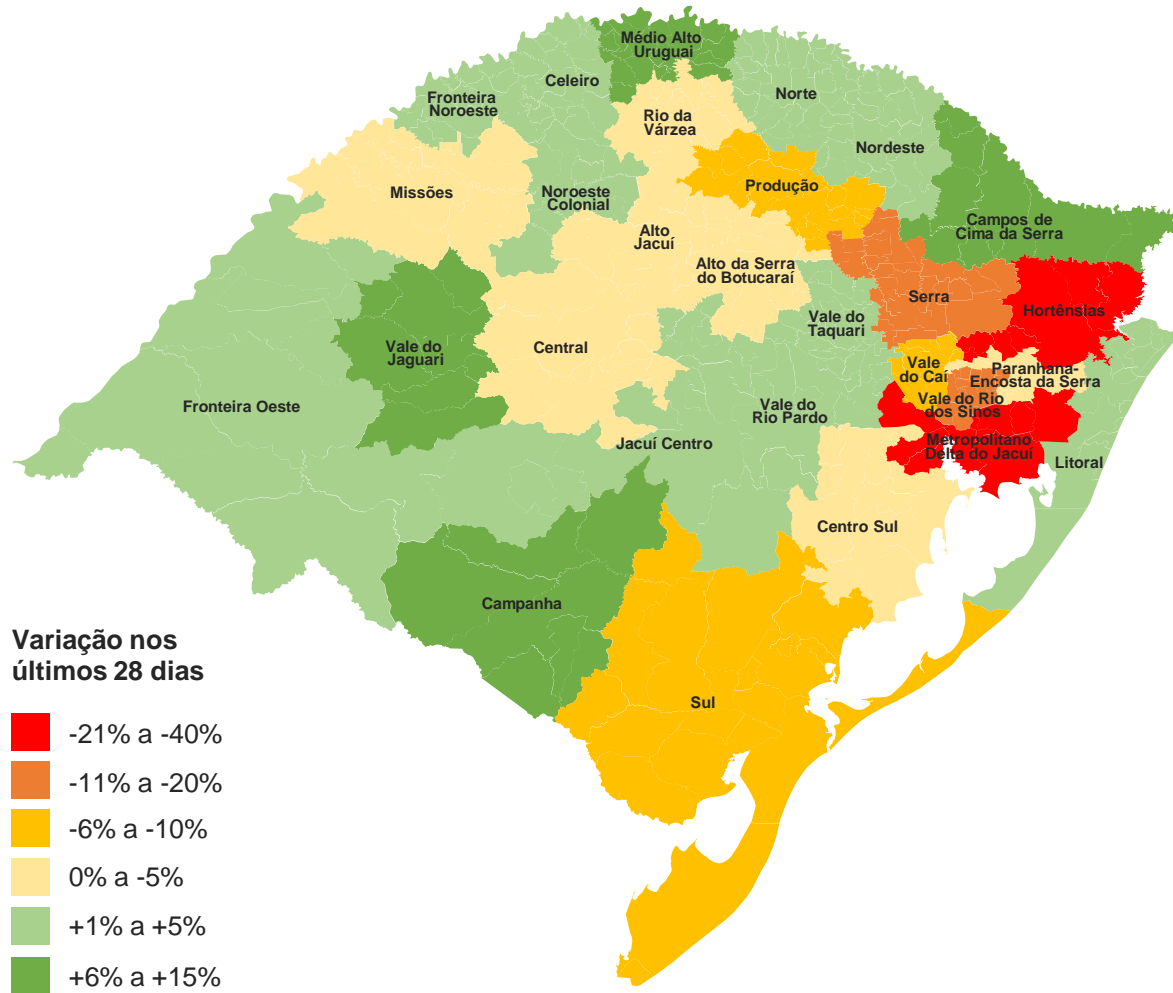 Médio Alto
Uruguai
Celeiro
Norte
Fronteira
Noroeste
Rio da
Várzea
Nordeste
Missões
Noroeste
Colonial
Produção
Campos de
Cima da Serra
Alto
Jacuí
Alto da Serra
do Botucaraí
Serra
Hortênsias
Vale do
Taquari
Vale do
Jaguari
Central
Vale
do Caí
Paranhana-
Encosta da Serra
Fronteira Oeste
Vale do
Rio Pardo
Vale do Rio
dos Sinos
Jacuí Centro
Metropolitano
Delta do Jacuí
Litoral
Centro Sul
Campanha
Sul
Variação nos
últimos 28 dias
-21% a -40%
-11% a -20%
-6% a -10%
0% a -5%
+1% a +5%
+6% a +15%